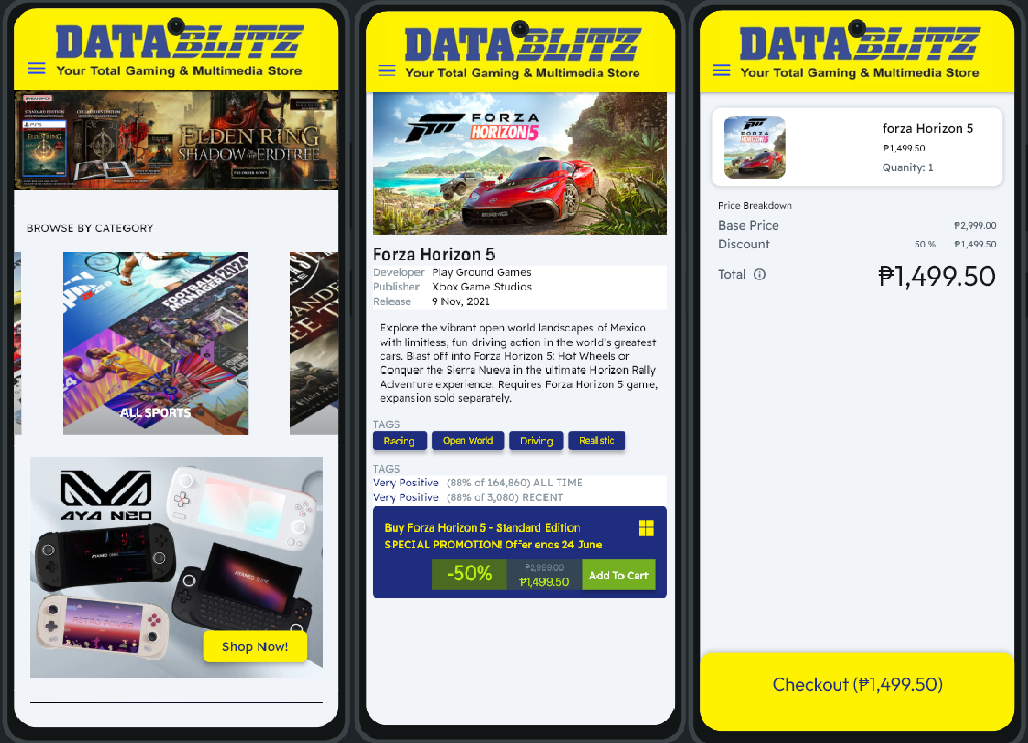 DATABLITZ
Your Total Gaming & Multimedia Store
ELDEN RING
SHADOW OF THE ERDTREE
BROWSE BY CATEGORY
FOOTBALL MANAGER
ALL SPORTS
AYA NEO
Shop Now!
DATABLITZ
Your Total Gaming & Multimedia Store
FORZA
HORIZON 5
Forza Horizon 5
Developer Play Ground Games
Publisher Xbox Game Studios
Release 9 Nov, 2021
Explore the vibrant open world landscapes of Mexico
with limitless, fun driving action in the world's greatest
cars. Blast off into Forza Horizon 5: Hot Wheels or
Conquer the Sierra Nueva in the ultimate Horizon Rally
Adventure experience. Requires Forza Horizon 5 game,
expansion sold separately.
TAGS
Racing Open World Driving Realistic
TAGS
Very Positive (88% of 164,860) ALL TIME
Very Positive (88% of 3,080) RECENT
Buy Forza Horizon 5 - Standard Edition
SPECIAL PROMOTION! Offer ends 24 June
-50% ₱2,999.00
₱1,499.50 Add To Cart
DATABLITZ
Your Total Gaming & Multimedia Store
forza Horizon 5
₱1,499.50
Quanity: 1
Price Breakdown
Base Price ₱2,999.00
Discount 50 % ₱1,499.50
Total ₱1,499.50
Checkout (₱1,499.50)